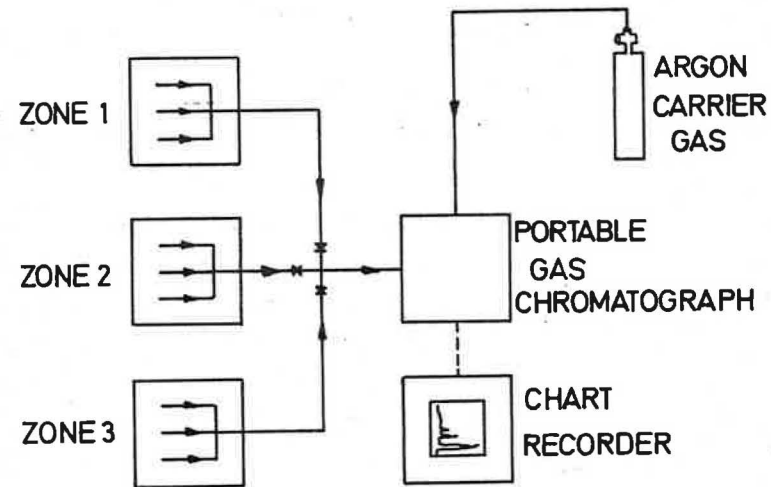 ZONE 1
ZONE 2
ZONE 3
ARGON
CARRIER
GAS
PORTABLE
GAS
CHROMATOGRAPH
CHART
RECORDER